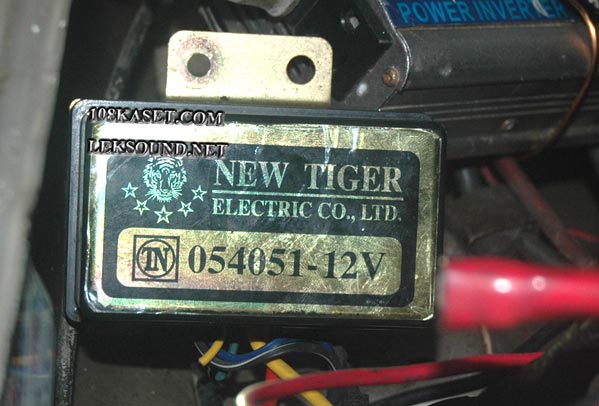 POWER INVERTER
108KASET.COM
LEKSOUND.NET
NEW TIGER
ELECTRIC CO., LTD.
TN 054051-12V